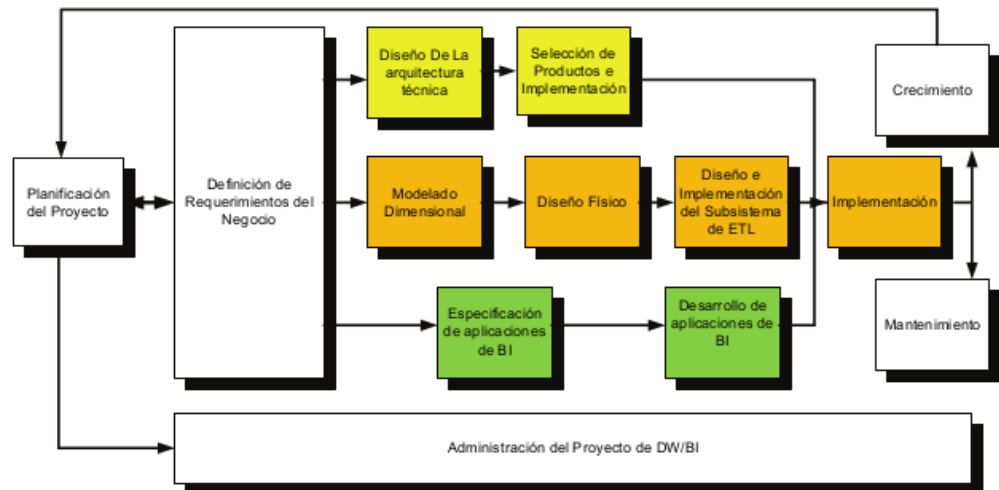 Diseño De La
arquitectura
técnica
Selección de
Productos e
Implementación
Crecimiento
Planificación
del Proyecto
Definición de
Requerimientos del
Negocio
Modelado
Dimensional
Diseño Físico
Diseño e
Implementación
del Subsistema
de ETL
Implementación
Especificación
de aplicaciones
de BI
Desarrollo de
aplicaciones de
BI
Mantenimiento
Administración del Proyecto de DW/BI